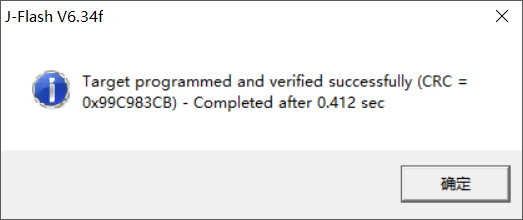 J-Flash V6.34f
Target programmed and verified successfully (CRC =
0x99C983CB) - Completed after 0.412 sec
确定